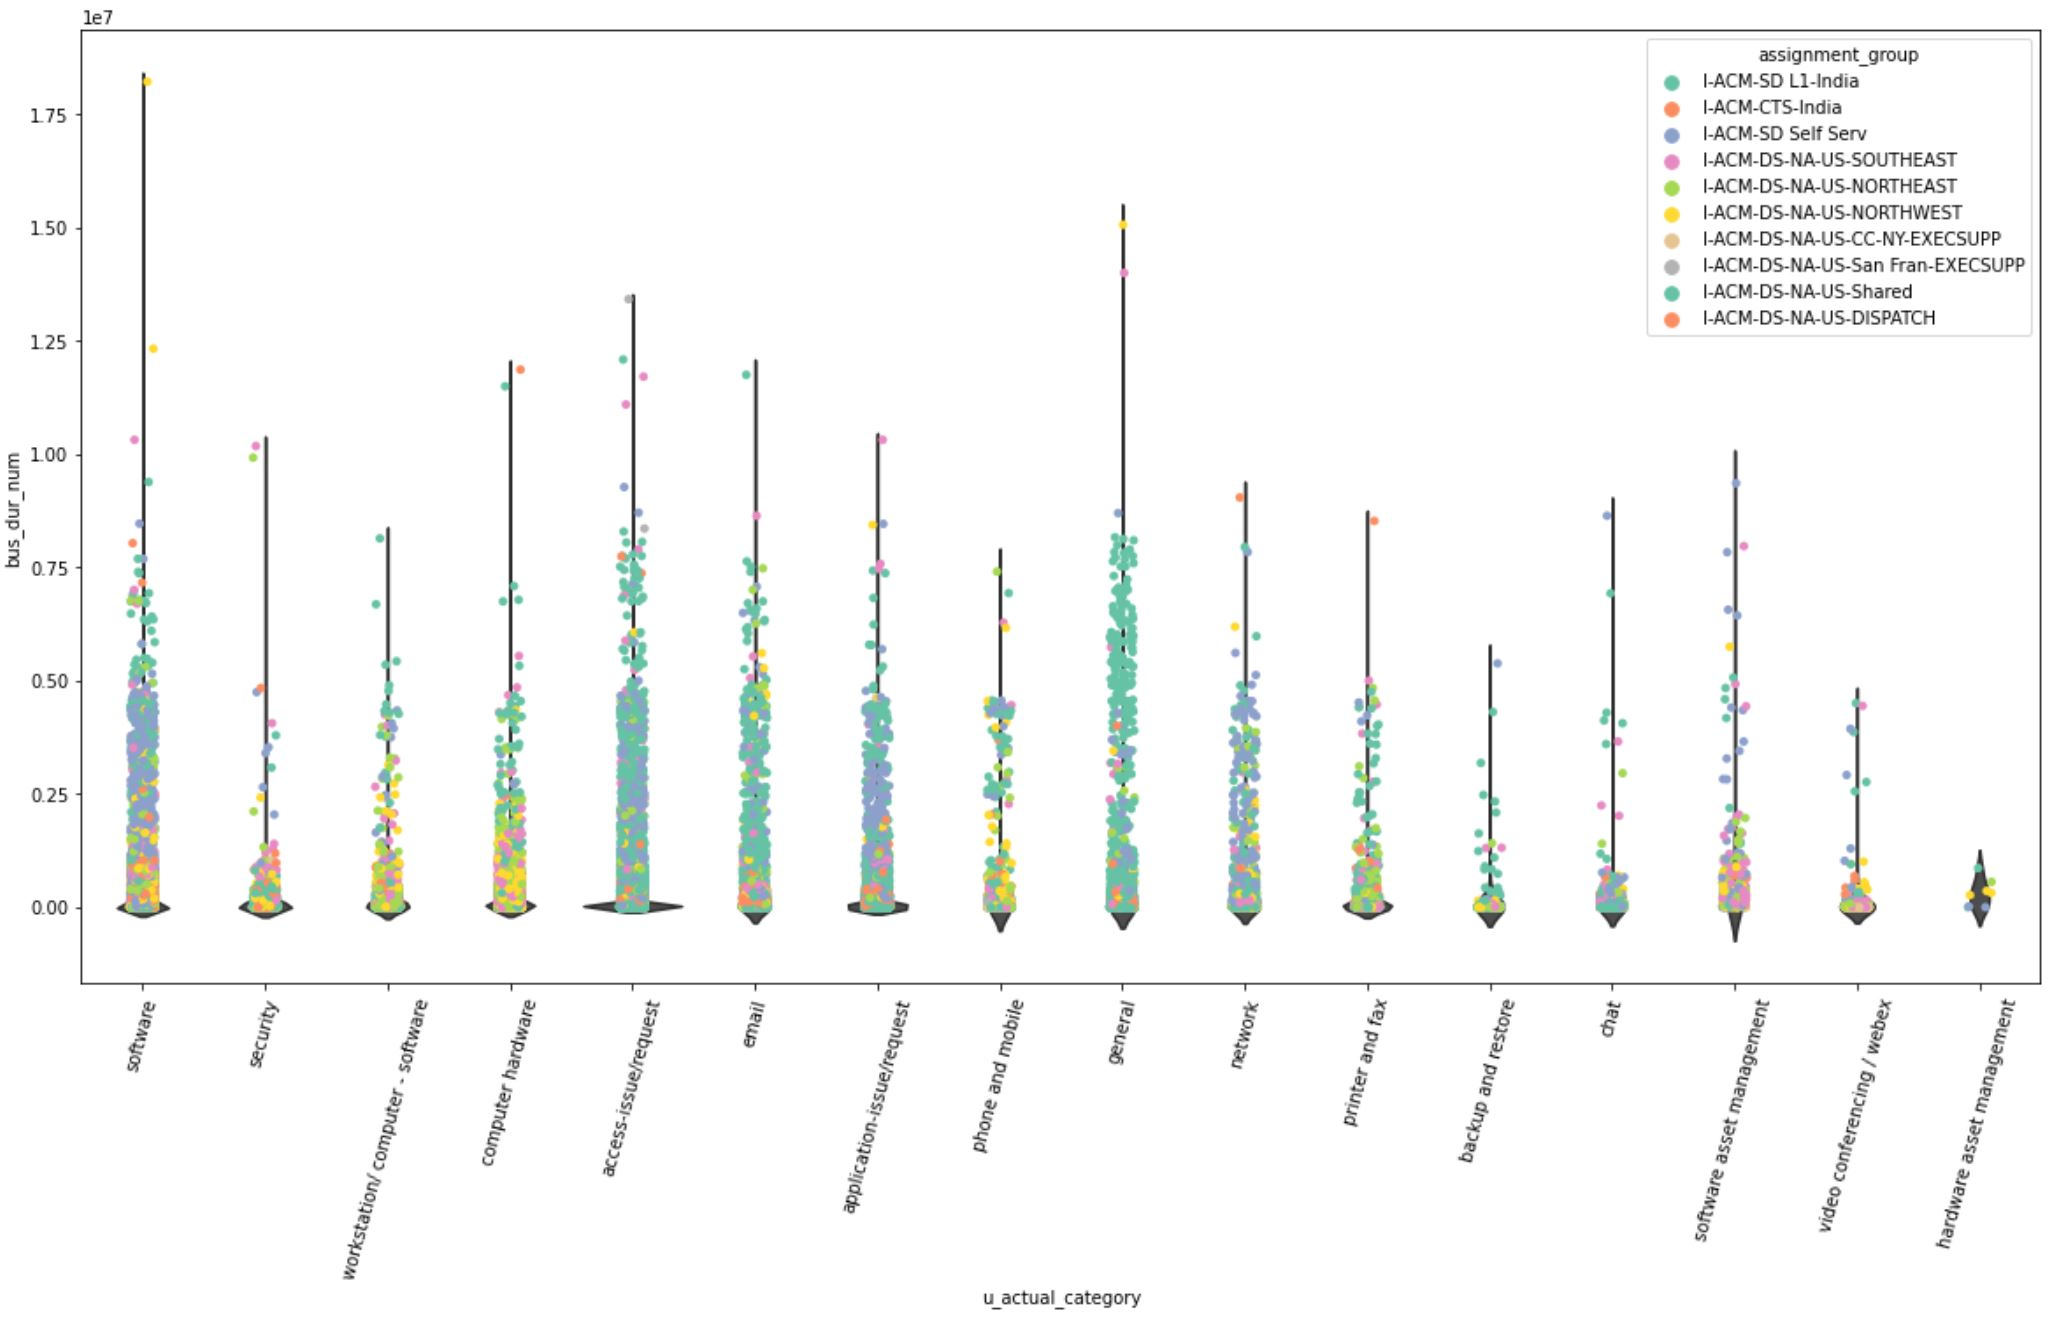 1e7
1.75
1.50
1.25
1.00
0.75
0.50
0.25
0.00
bus_dur_num
assignment_group
I-ACM-SD L1-India
I-ACM-CTS-India
I-ACM-SD Self Serv
I-ACM-DS-NA-US-SOUTHEAST
I-ACM-DS-NA-US-NORTHEAST
I-ACM-DS-NA-US-NORTHWEST
I-ACM-DS-NA-US-CC-NY-EXECSUPP
I-ACM-DS-NA-US-San Fran-EXECSUPP
I-ACM-DS-NA-US-Shared
I-ACM-DS-NA-US-DISPATCH
software
security
workstation/ computer - software
computer hardware
access-issue/request
email
application-issue/request
phone and mobile
general
network
printer and fax
backup and restore
chat
software asset management
video conferencing / webex
hardware asset management
u_actual_category